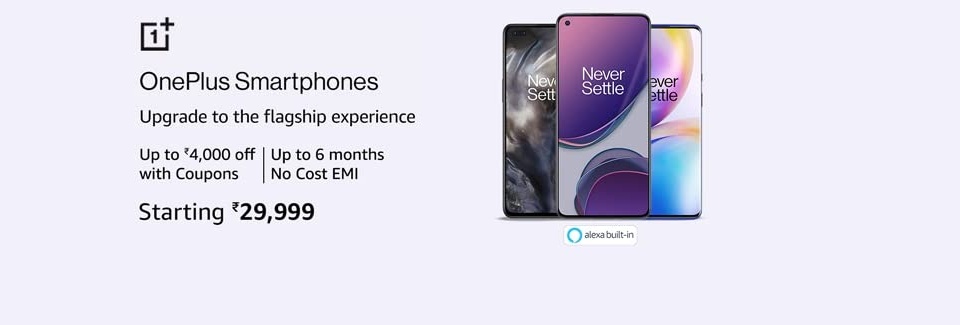 1+
OnePlus Smartphones
Upgrade to the flagship experience
Up to ₹4,000 off
with Coupons
Up to 6 months
No Cost EMI
Starting ₹29,999
Never
Settle
Never
Settle
ever
ettle
alexa built-in